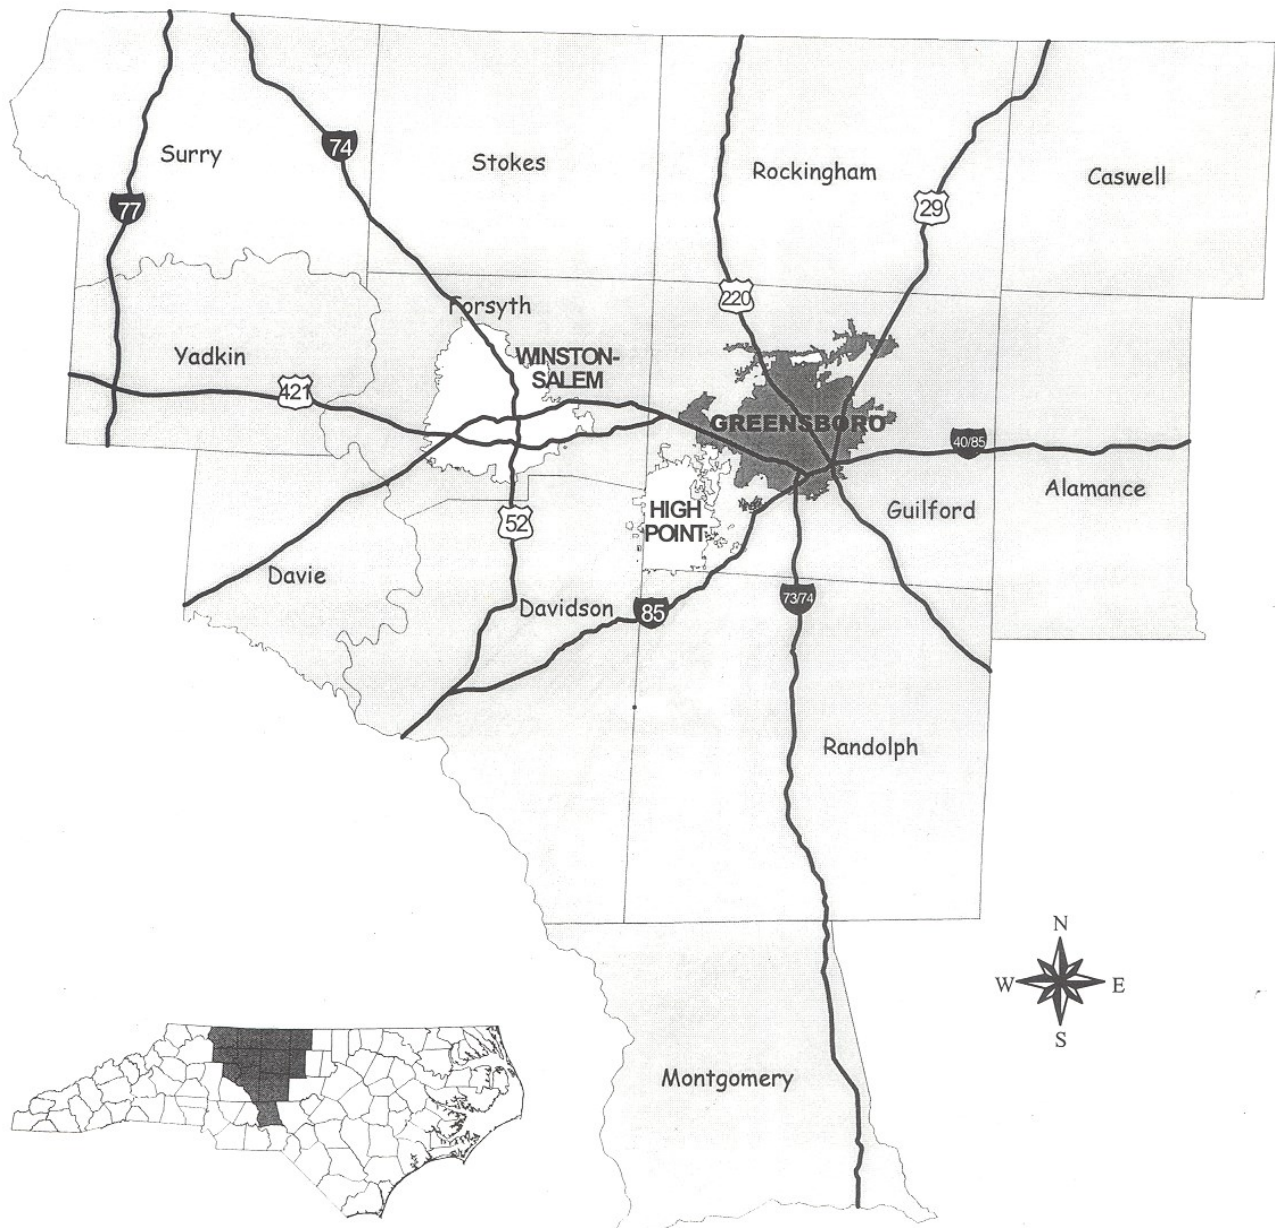 74
Surry
Stokes
Rockingham
Caswell
77
29
220
Forsyth
Yadkin
WINSTON-
SALEM
421
GREENSBORO
40/85
Alamance
Guilford
HIGH
POINT
52
Davie
Davidson
85
73/74
Randolph
N
W
E
S
Montgomery